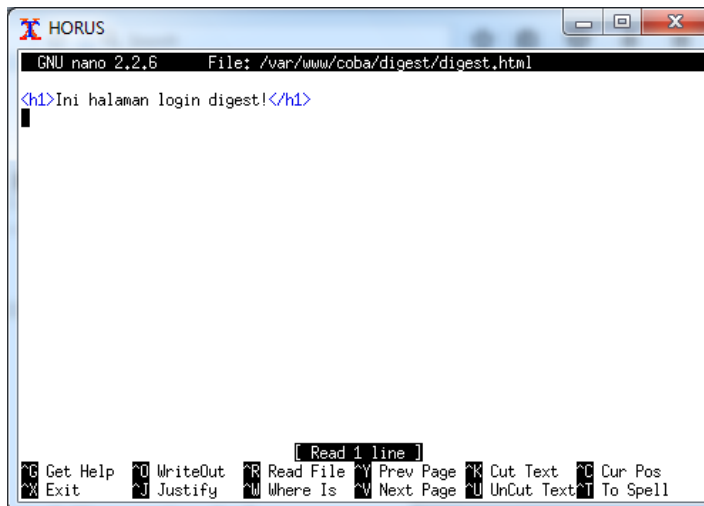 HORUS
GNU nano 2.2.6 File: /var/www/coba/digest/digest.html
<h1>Ini halaman login digest!</h1>
[ Read 1 line ]
^G Get Help ^O WriteOut ^R Read File ^Y Prev Page ^K Cut Text ^C Cur Pos
^X Exit ^J Justify ^W Where Is ^V Next Page ^U UnCut Text ^T To Spell